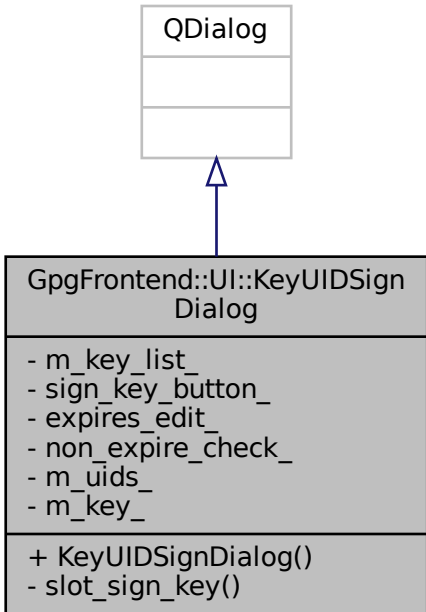 QDialog
GpgFrontend::UI::KeyUIDSign
Dialog
- m_key_list_
- sign_key_button_
- expires_edit_
- non_expire_check_
- m_uids_
- m_key_
+ KeyUIDSignDialog()
- slot_sign_key()